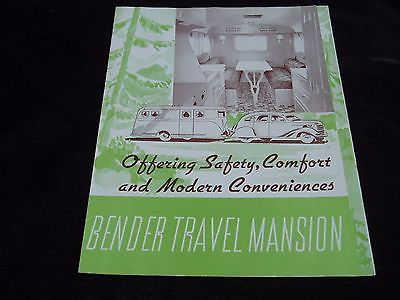 Offering Safety, Comfort
and Modern Conveniences
BENDER TRAVEL MANSION